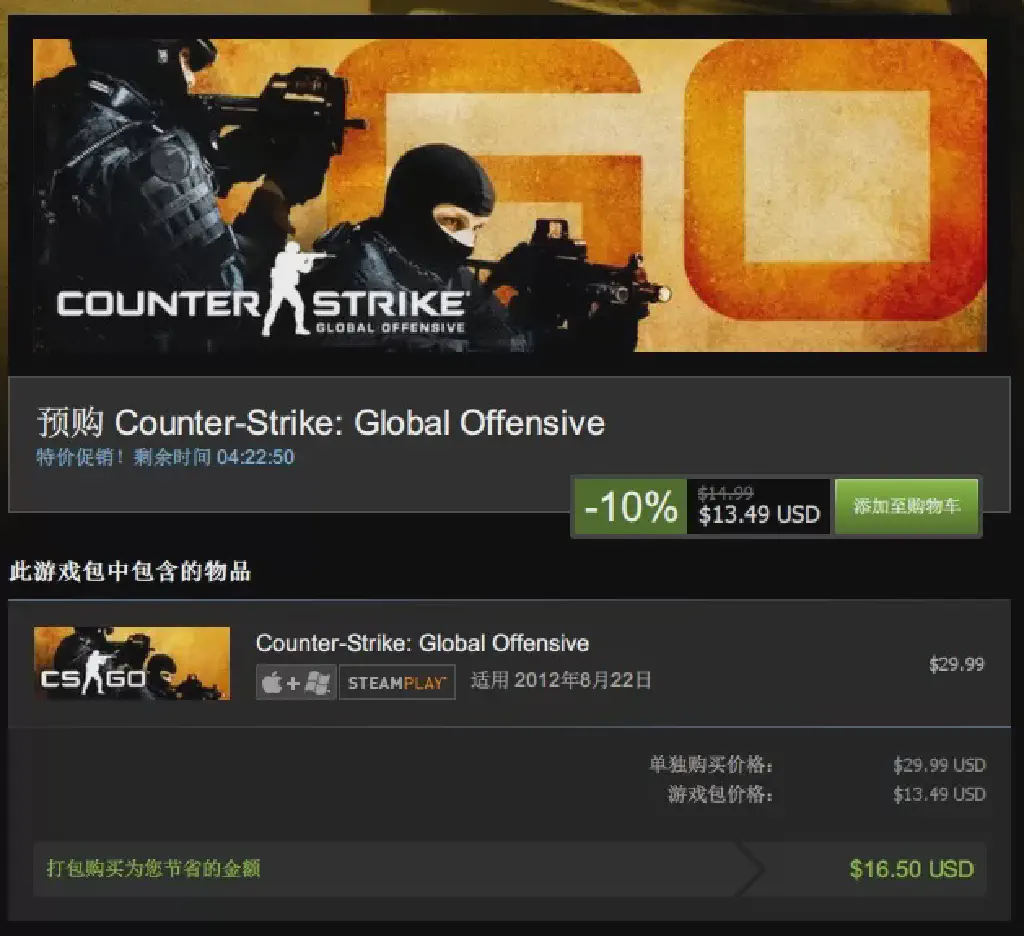 GO
COUNTER STRIKE
GLOBAL OFFENSIVE
预购 Counter-Strike: Global Offensive
特价促销！剩余时间 04:22:50
-10% $14.99 $13.49 USD 添加至购物车
此游戏包中包含的物品
CS GO
Counter-Strike: Global Offensive
$29.99
+ STEAMPLAY™ 适用 2012年8月22日
单独购买价格： $29.99 USD
游戏包价格： $13.49 USD
打包购买为您节省的金额 $16.50 USD